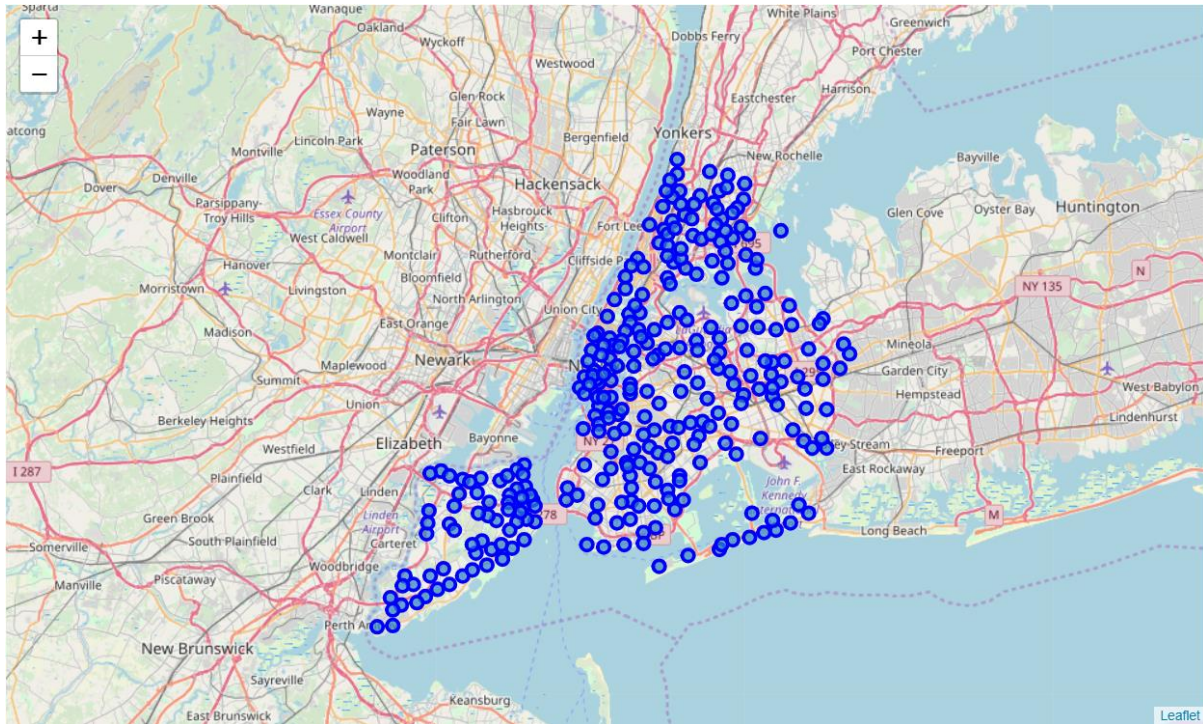 Sparta
Wanaque
Oakland
Wyckoff
Dobbs Ferry
White Plains
Greenwich
Port Chester
Westwood
Glen Rock
Fair Lawn
Wayne
Eastchester
Harrison
atcong
Lincoln Park
Bergenfield
Yonkers
Montville
Paterson
New Rochelle
Bayville
Dover
Denville
Woodland
Park
Hackensack
Glen Cove
Oyster Bay
Huntington
Parsippany-
Troy Hills
Essex County
Airport
Clifton
Hasbrouck
Heights
Fort Lee
West Caldwell
Montclair
Rutherford
Hanover
Bloomfield
Cliffside
N
Morristown
Livingston
North Arlington
Union City
NY 135
East Orange
Madison
Maplewood
Newark
Mineola
Garden City
Summit
Union
Hempstead
West Babylon
Berkeley Heights
Lindenhurst
Elizabeth
Bayonne
Westfield
Freeport
I 287
Plainfield
Clark
Linden
East Rockaway
John F.
Kennedy
Linden
Airport
M
Green Brook
278
Long Beach
Somerville
South Plainfield
Carteret
Woodbridge
Piscataway
Manville
Perth
New Brunswick
Sayreville
Keansburg
East Brunswick
+
−
Leaflet